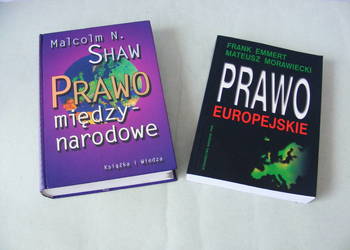 Malcolm N.
Shaw
Prawo
między-
narodowe
Książka i Wiedza
FRANK EMMERT
MATEUSZ MORAWIECKI
PRAWO
EUROPEJSKIE